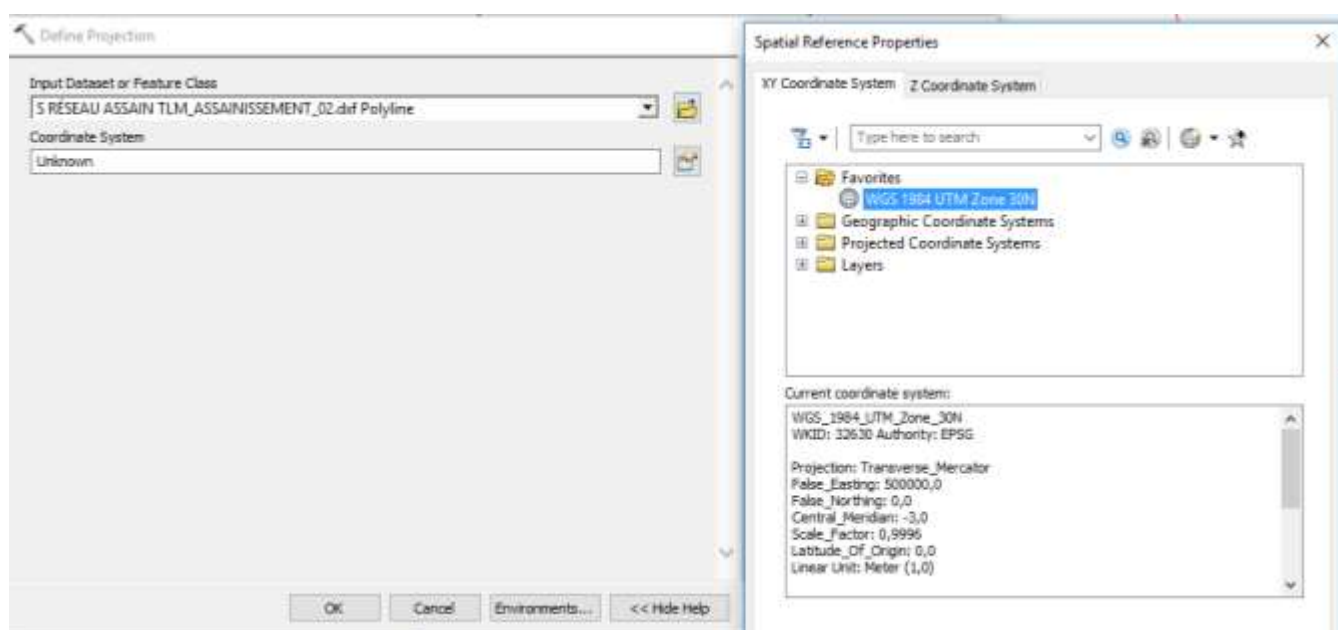 Define Projection
Input Dataset or Feature Class
S RÉSEAU ASSAIN TLM_ASSAINISSEMENT_02.dxf Polyline
Coordinate System
Unknown
OK
Cancel
Environments...
<< Hide Help
Spatial Reference Properties
XY Coordinate System
Z Coordinate System
Type here to search
Favorites
WGS 1984 UTM Zone 30N
Geographic Coordinate Systems
Projected Coordinate Systems
Layers
Current coordinate system:
WGS_1984_UTM_Zone_30N
WKID: 32630 Authority: EPSG
Projection: Transverse_Mercator
False_Easting: 500000,0
False_Northing: 0,0
Central_Meridian: -3,0
Scale_Factor: 0,9996
Latitude_Of_Origin: 0,0
Linear Unit: Meter (1,0)